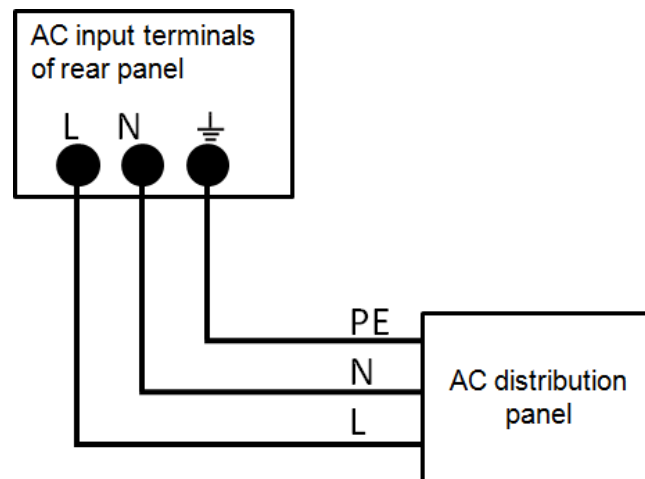 AC input terminals
of rear panel
L N ⏚
PE
N
L
AC distribution
panel